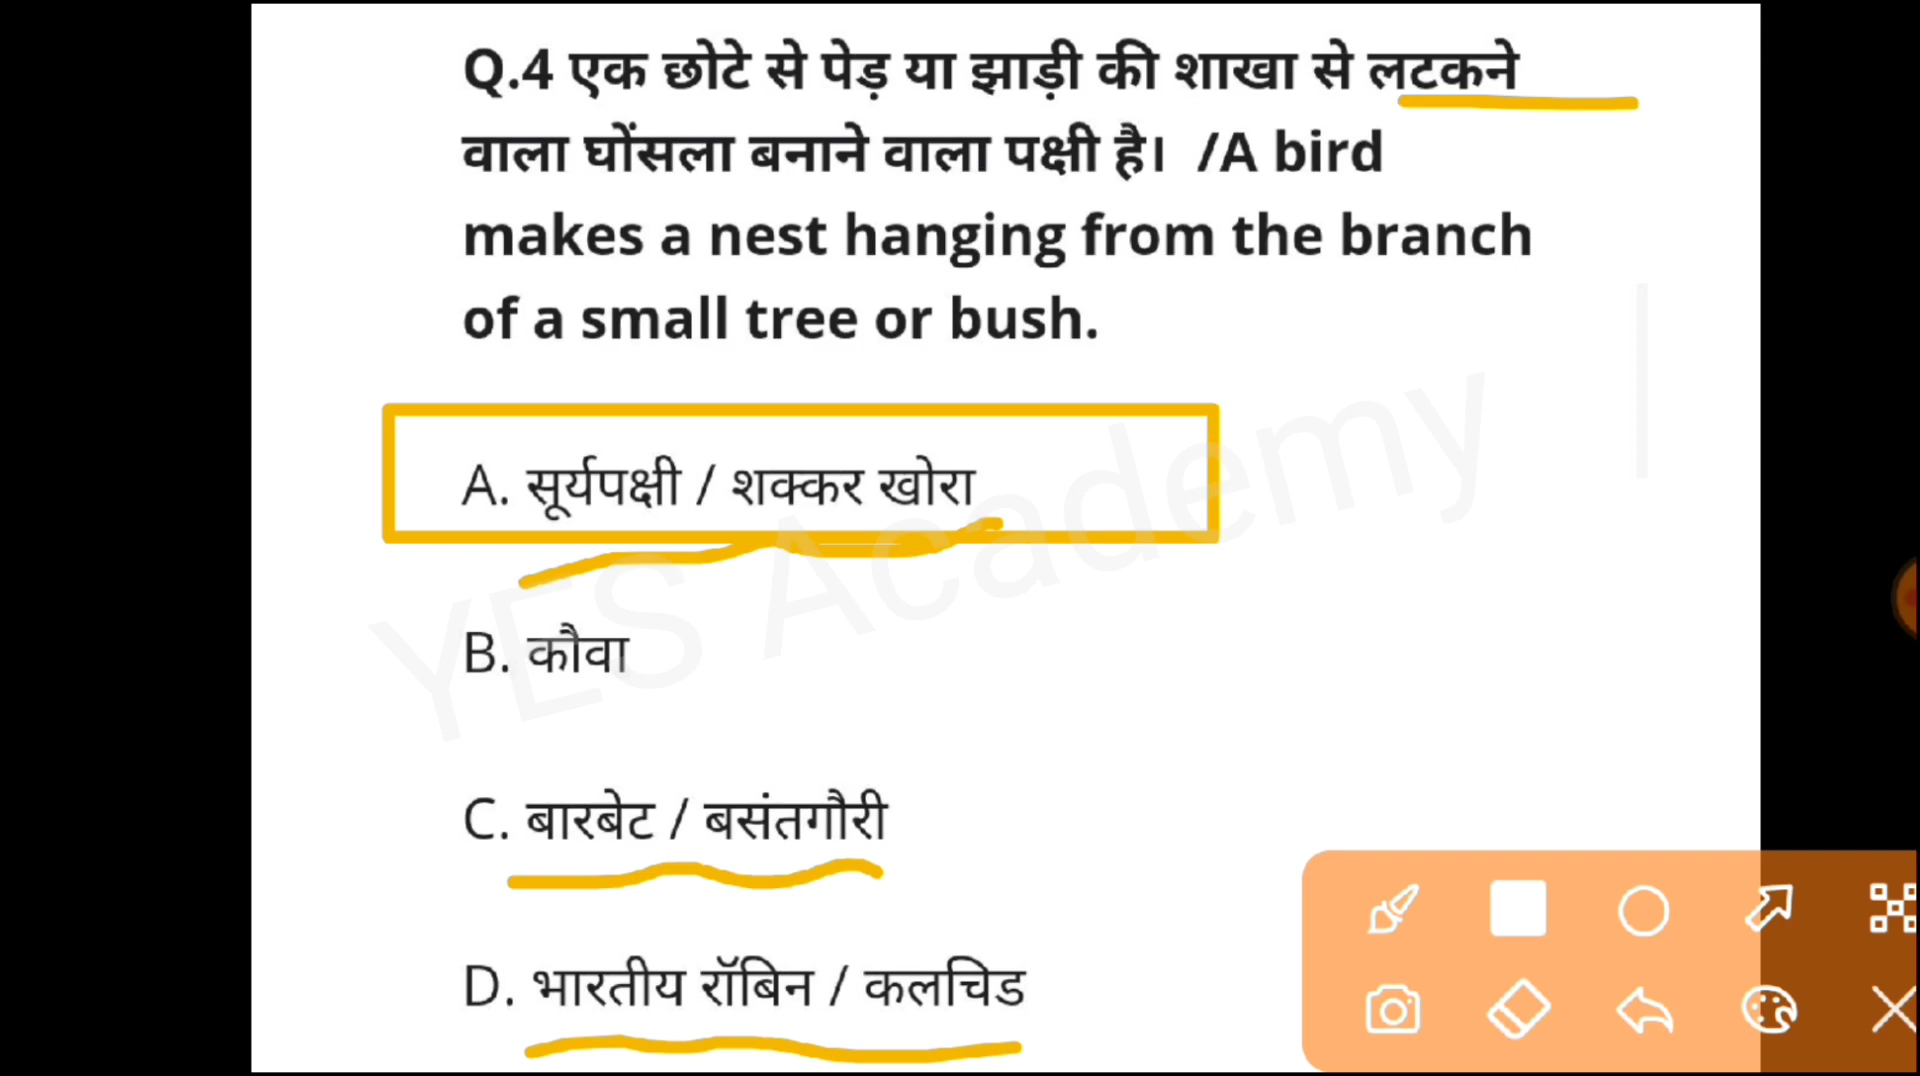 Q.4 एक छोटे से पेड़ या झाड़ी की शाखा से लटकने
वाला घोंसला बनाने वाला पक्षी है। /A bird
makes a nest hanging from the branch
of a small tree or bush.
A. सूर्यपक्षी / शक्कर खोरा
B. कौवा
C. बारबेट / बसंतगौरी
D. भारतीय रॉबिन / कलचिड
YES Academy